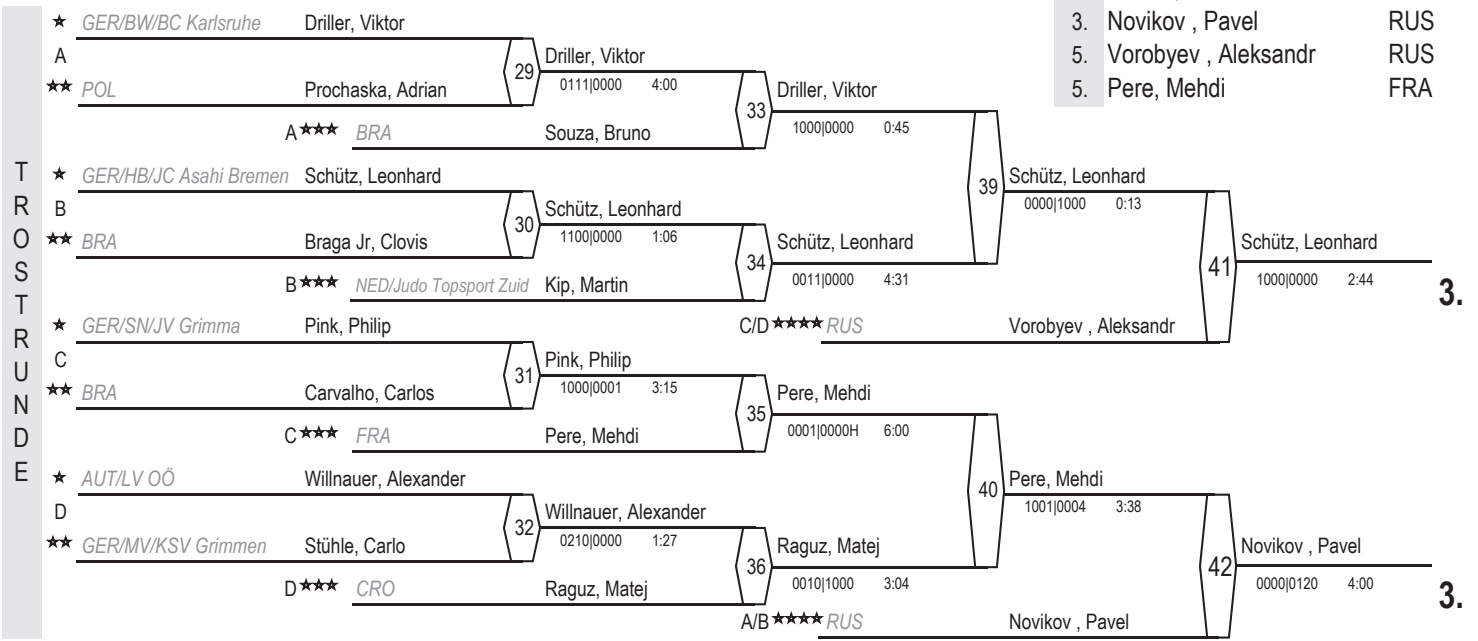 ★ GER/BW/BC Karlsruhe Driller, Viktor
3. Novikov , Pavel RUS
A
Driller, Viktor
5. Vorobyev , Aleksandr RUS
29
0111|0000 4:00
★★ POL Prochaska, Adrian
Driller, Viktor
5. Pere, Mehdi FRA
33
1000|0000 0:45
A★★★ BRA Souza, Bruno
TROSTRUNDE
★ GER/HB/JC Asahi Bremen Schütz, Leonhard
39
Schütz, Leonhard
0000|1000 0:13
B
30
Schütz, Leonhard
1100|0000 1:06
★★ BRA Braga Jr, Clovis
Schütz, Leonhard
34
0011|0000 4:31
41
Schütz, Leonhard
1000|0000 2:44
3.
B★★★ NED/Judo Topsport Zuid Kip, Martin
★ GER/SN/JV Grimma Pink, Philip
C/D★★★★ RUS Vorobyev , Aleksandr
C
31
Pink, Philip
1000|0001 3:15
★★ BRA Carvalho, Carlos
Pere, Mehdi
35
0001|0000H 6:00
C★★★ FRA Pere, Mehdi
★ AUT/LV OÖ Willnauer, Alexander
40
Pere, Mehdi
1001|0004 3:38
D
32
Willnauer, Alexander
0210|0000 1:27
★★ GER/MV/KSV Grimmen Stühle, Carlo
Raguz, Matej
36
0010|1000 3:04
42
Novikov , Pavel
0000|0120 4:00
3.
D★★★ CRO Raguz, Matej
A/B★★★★ RUS Novikov , Pavel